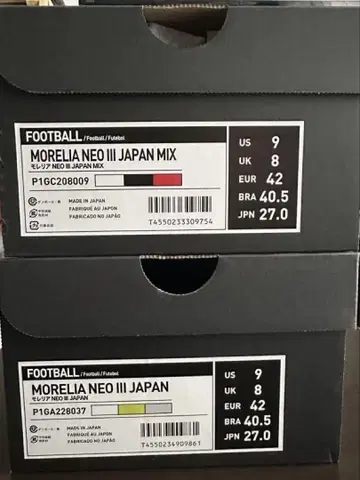 FOOTBALL / Football / Futebol
MORELIA NEO III JAPAN MIX
モレリア NEO III JAPAN MIX
P1GC208009
MADE IN JAPAN
FABRIQUÉ AU JAPON
FABRICADO NO JAPÃO
T4550233309754
US 9
UK 8
EUR 42
BRA 40.5
JPN 27.0
FOOTBALL / Football / Futebol
MORELIA NEO III JAPAN
モレリア NEO III JAPAN
P1GA228037
MADE IN JAPAN
FABRIQUÉ AU JAPON
FABRICADO NO JAPÃO
T4550234909861
US 9
UK 8
EUR 42
BRA 40.5
JPN 27.0